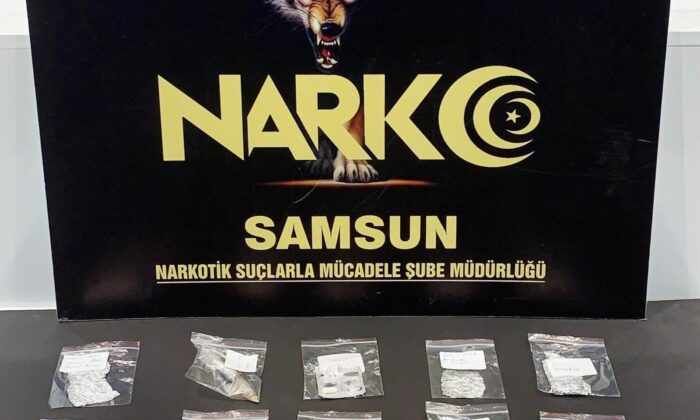 NARKO
SAMSUN
NARKOTİK SUÇLARLA MÜCADELE ŞUBE MÜDÜRLÜĞÜ